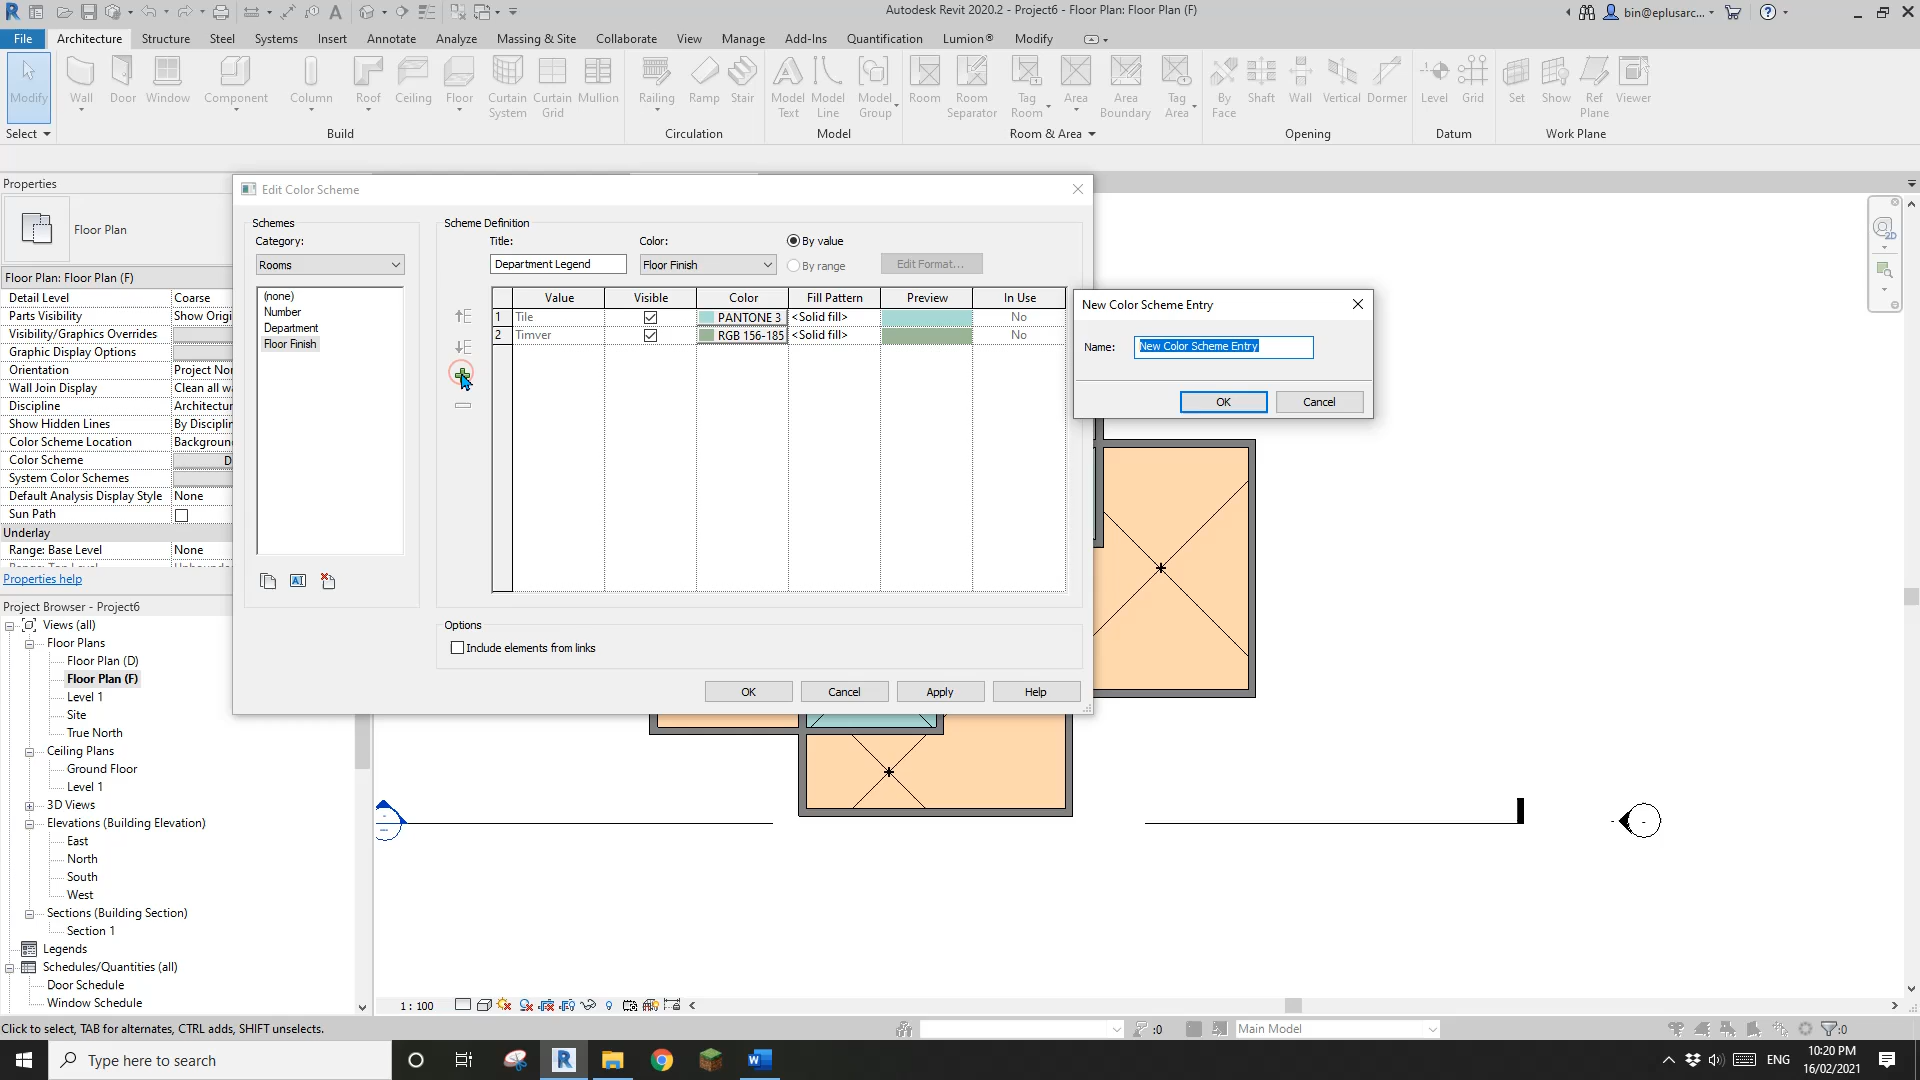 Autodesk Revit 2020.2 - Project6 - Floor Plan: Floor Plan (F)
bin@eplusarc...
File Architecture Structure Steel Systems Insert Annotate Analyze Massing & Site Collaborate View Manage Add-Ins Quantification Lumion® Modify
Modify Wall Door Window Component Column Roof Ceiling Floor Curtain System Curtain Grid Mullion Railing Ramp Stair Model Text Model Line Model Group Room Room Separator Tag Room Area Area Boundary Tag Area By Face Shaft Wall Vertical Dormer Level Grid Set Show Ref Plane Viewer
Select Build Circulation Model Room & Area Opening Datum Work Plane
Properties
Floor Plan
Floor Plan: Floor Plan (F)
Detail Level Coarse
Parts Visibility Show Origi
Visibility/Graphics Overrides
Graphic Display Options
Orientation Project Nor
Wall Join Display Clean all wa
Discipline Architectur
Show Hidden Lines By Disciplin
Color Scheme Location Backgroun
Color Scheme D
System Color Schemes
Default Analysis Display Style None
Sun Path
Underlay
Range: Base Level None
Properties help
Project Browser - Project6
Views (all)
Floor Plans
Floor Plan (D)
Floor Plan (F)
Level 1
Site
True North
Ceiling Plans
Ground Floor
Level 1
3D Views
Elevations (Building Elevation)
East
North
South
West
Sections (Building Section)
Section 1
Legends
Schedules/Quantities (all)
Door Schedule
Window Schedule
Edit Color Scheme
Schemes
Category:
Rooms
(none)
Number
Department
Floor Finish
Scheme Definition
Title: Color: By value
Department Legend Floor Finish By range Edit Format...
Value Visible Color Fill Pattern Preview In Use
1 Tile PANTONE 3 <Solid fill> No
2 Timver RGB 156-185 <Solid fill> No
Options
Include elements from links
OK Cancel Apply Help
New Color Scheme Entry
Name: New Color Scheme Entry
OK Cancel
1 : 100
Click to select, TAB for alternates, CTRL adds, SHIFT unselects.
:0 Main Model :0
Type here to search
ENG
10:20 PM
16/02/2021